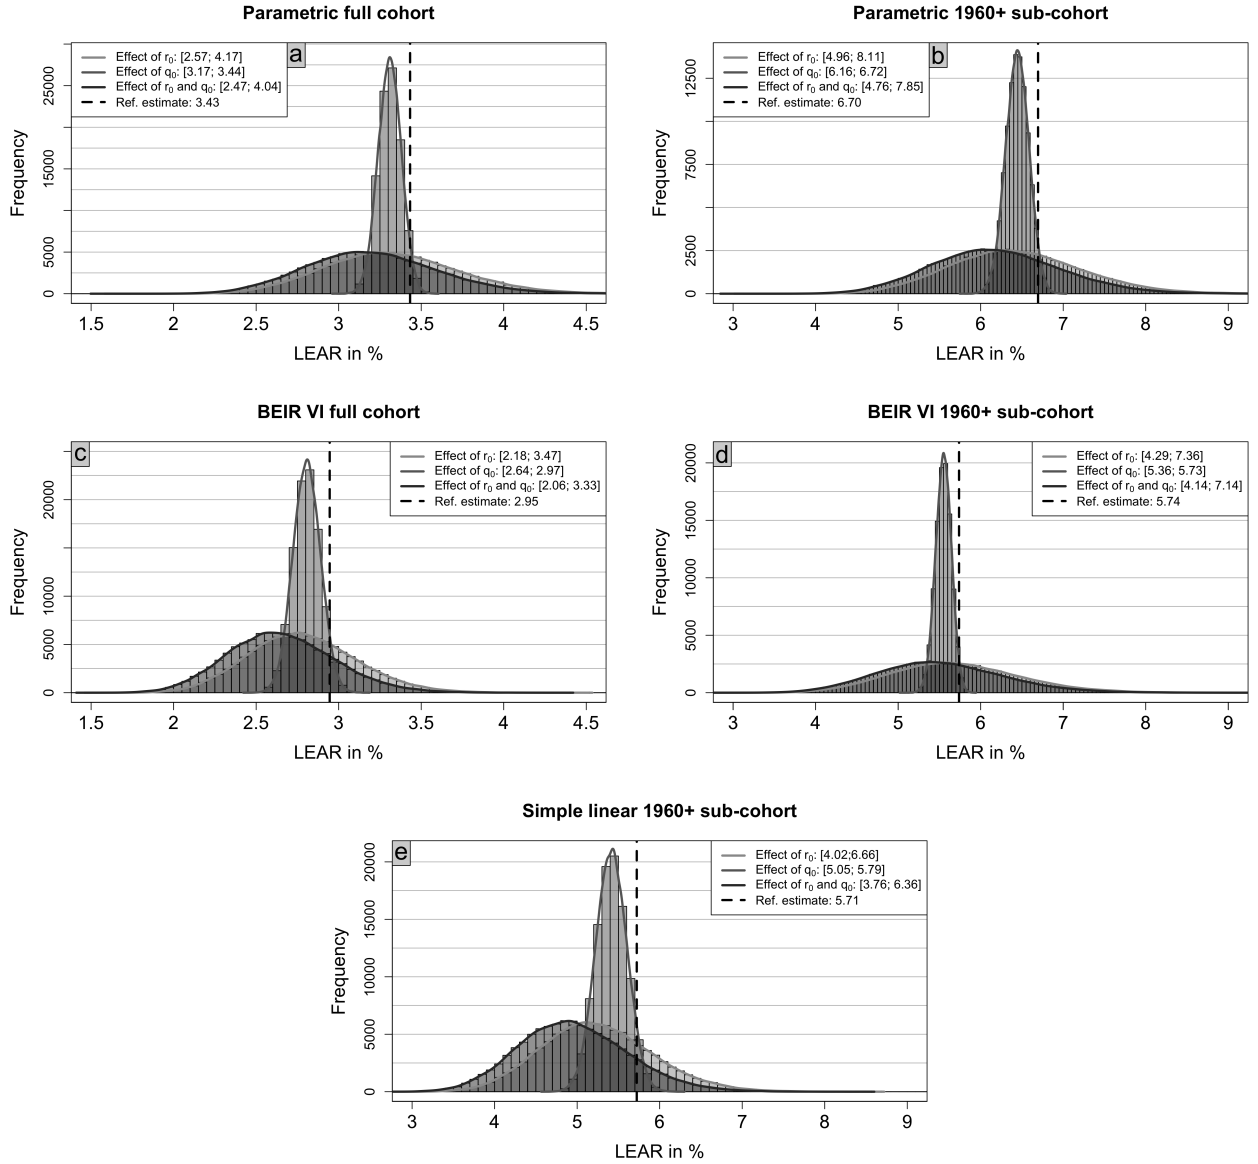 Parametric full cohort
a
Effect of r0: [2.57; 4.17]
Effect of q0: [3.17; 3.44]
Effect of r0 and q0: [2.47; 4.04]
Ref. estimate: 3.43
Frequency
0 5000 15000 25000
1.5 2 2.5 3 3.5 4 4.5
LEAR in %
Parametric 1960+ sub-cohort
b
Effect of r0: [4.96; 8.11]
Effect of q0: [6.16; 6.72]
Effect of r0 and q0: [4.76; 7.85]
Ref. estimate: 6.70
Frequency
0 2500 7500 12500
3 4 5 6 7 8 9
LEAR in %
BEIR VI full cohort
c
Effect of r0: [2.18; 3.47]
Effect of q0: [2.64; 2.97]
Effect of r0 and q0: [2.06; 3.33]
Ref. estimate: 2.95
Frequency
0 5000 10000 20000
1.5 2 2.5 3 3.5 4 4.5
LEAR in %
BEIR VI 1960+ sub-cohort
d
Effect of r0: [4.29; 7.36]
Effect of q0: [5.36; 5.73]
Effect of r0 and q0: [4.14; 7.14]
Ref. estimate: 5.74
Frequency
0 5000 10000 15000 20000
3 4 5 6 7 8 9
LEAR in %
Simple linear 1960+ sub-cohort
e
Effect of r0: [4.02;6.66]
Effect of q0: [5.05; 5.79]
Effect of r0 and q0: [3.76; 6.36]
Ref. estimate: 5.71
Frequency
0 5000 10000 15000 20000
3 4 5 6 7 8 9
LEAR in %